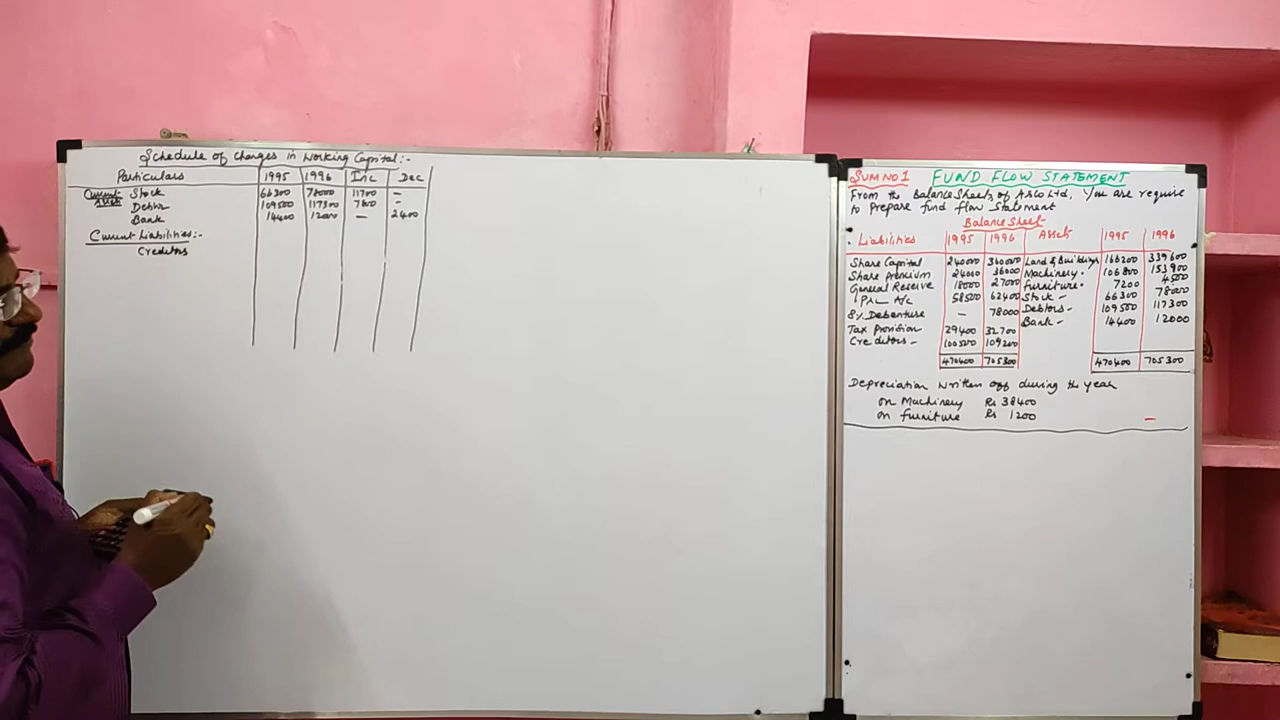 Schedule of Changes in Working Capital:-
Particulars 1995 1996 Inc Dec
Current Stock 66300 78000 11700 -
Debtors 109500 117300 7800 -
Bank 14400 12000 - 2400
Current Liabilities:-
Creditors
SUM NO 1 FUND FLOW STATEMENT
From the Balance Sheets of Ltd, You are require
to prepare fund flow Statement
Balance Sheet
Liabilities 1995 1996 Assets 1995 1996
Share Capital 240000 360000 Land & Buildings 166200 339600
Share premium 24000 36000 Machinery 106800 153900
General Reserve 18000 27000 Furniture 7200 4500
P&L A/c 58500 62400 Stock 66300 78000
8% Debenture - 78000 Debtors 109500 117300
Tax provision 29400 32700 Bank 14400 12000
Creditors 100500 109200
470400 705300 470400 705300
Depreciation written off during the year
on Machinery Rs 38400
on furniture Rs 1200